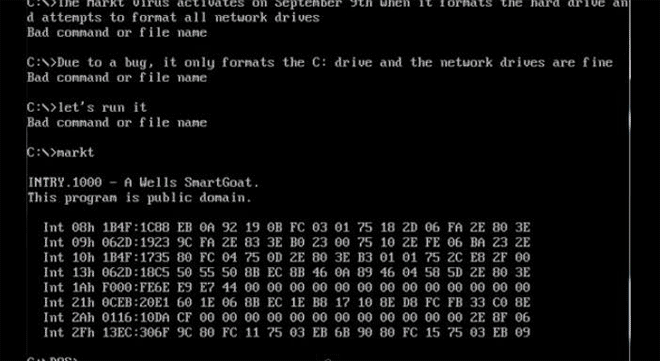 C:\>The Markt virus activates on September 9th when it formats the hard drive an
d attempts to format all network drives
Bad command or file name
C:\>Due to a bug, it only formats the C: drive and the network drives are fine
Bad command or file name
C:\>let's run it
Bad command or file name
C:\>markt
INTRY.1000 - A Wells SmartGoat.
This program is public domain.
Int 08h 1B4F:1C88 EB 0A 92 19 0B FC 03 01 75 18 2D 06 FA 2E 80 3E
Int 09h 062D:1923 9C FA 2E 83 3E B0 23 00 75 10 2E FE 06 BA 23 2E
Int 10h 1B4F:1735 80 FC 04 75 0D 2E 80 3E B3 01 01 75 2C E8 2F 00
Int 13h 062D:18C5 50 55 50 8B EC 8B 46 0A 89 46 04 58 5D 2E 80 3E
Int 1Ah F000:FE6E E9 E7 44 00 00 00 00 00 00 00 00 00 00 00 00 00
Int 21h 0CEB:20E1 60 1E 06 8B EC 1E B8 17 10 8E D8 FC FB 33 C0 8E
Int 2Ah 0116:10DA CF 00 00 00 00 00 00 00 00 00 00 00 00 2E 8F 06
Int 2Fh 13EC:306F 9C 80 FC 11 75 03 EB 6B 90 80 FC 15 75 03 EB 09
C:\DOS>